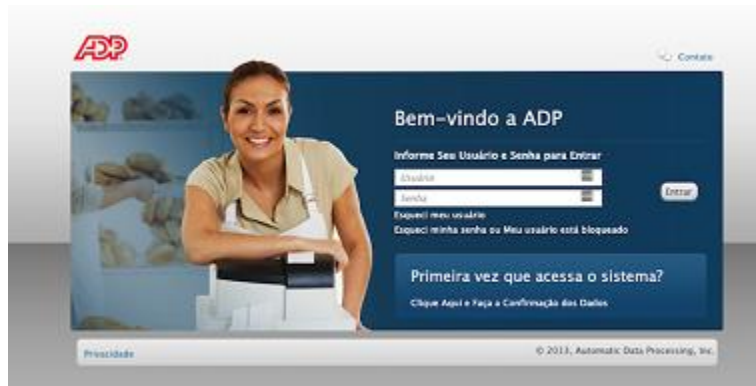 ADP
Contato
Bem-vindo a ADP
Informe Seu Usuário e Senha para Entrar
Usuário
Senha
Entrar
Esqueci meu usuário
Esqueci minha senha ou Meu usuário está bloqueado
Primeira vez que acessa o sistema?
Clique Aqui e Faça a Confirmação dos Dados
Privacidade
© 2013, Automatic Data Processing, Inc.